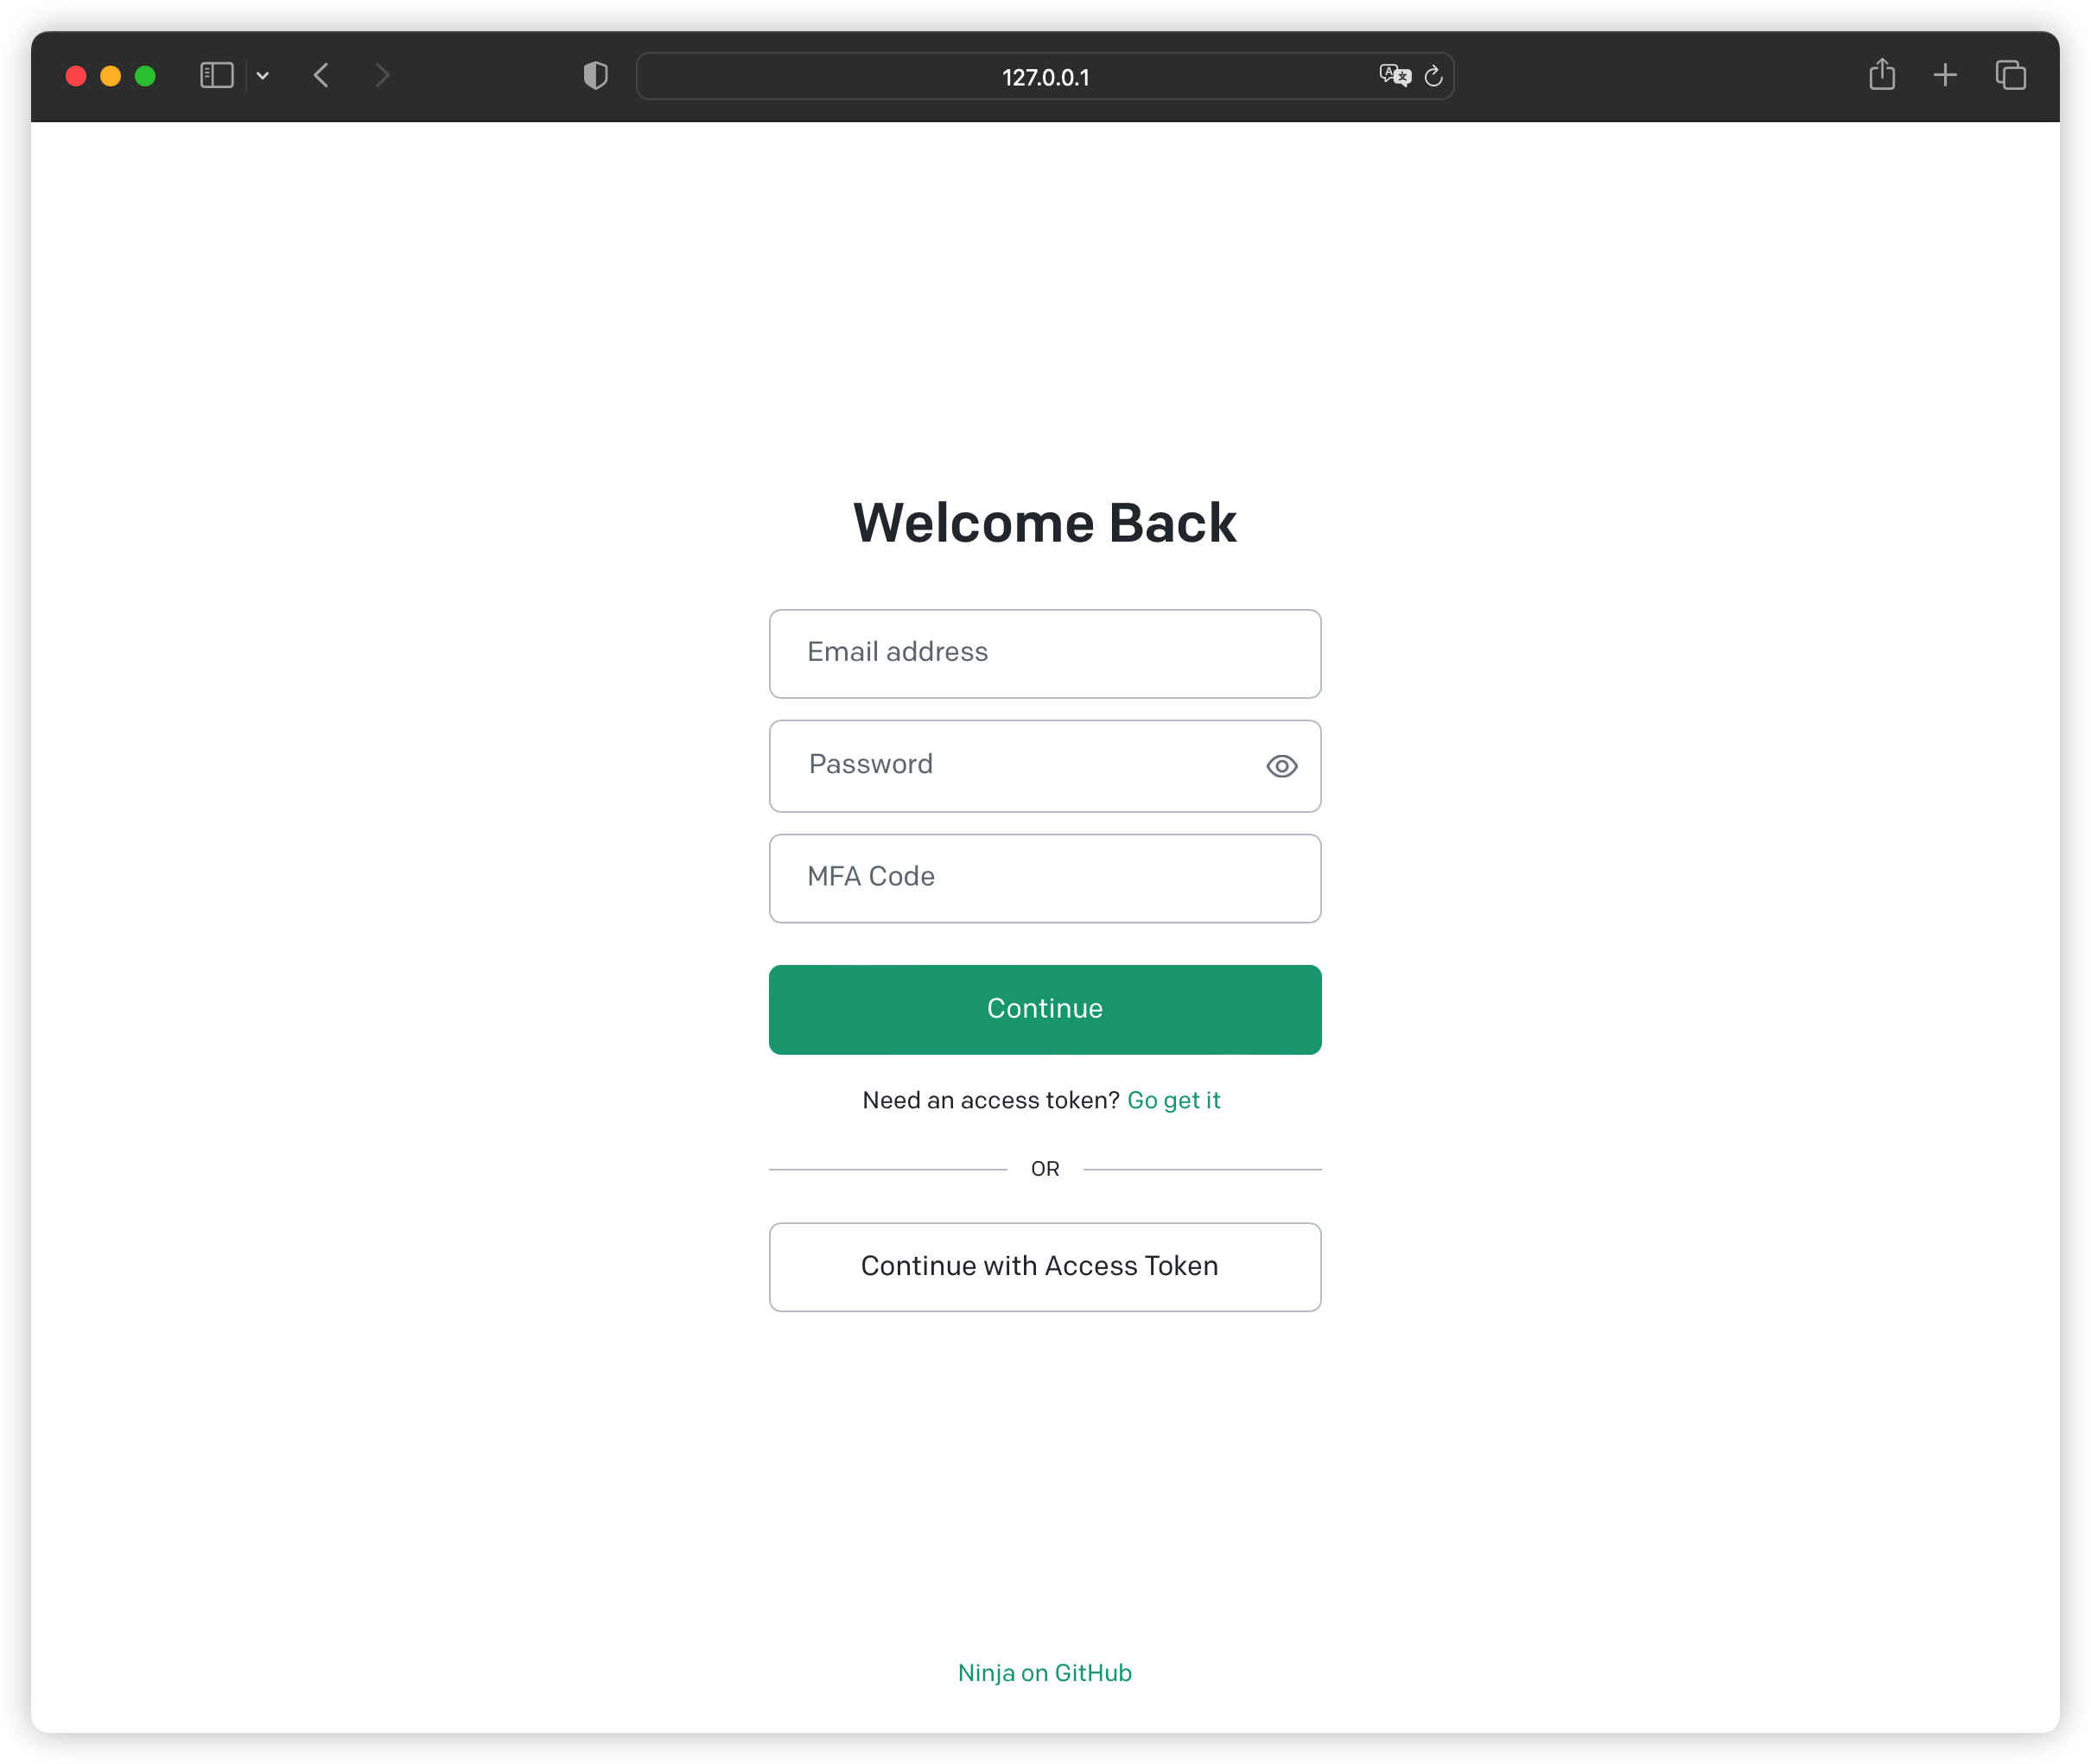 127.0.0.1
Welcome Back
Email address
Password
MFA Code
Continue
Need an access token? Go get it
OR
Continue with Access Token
Ninja on GitHub